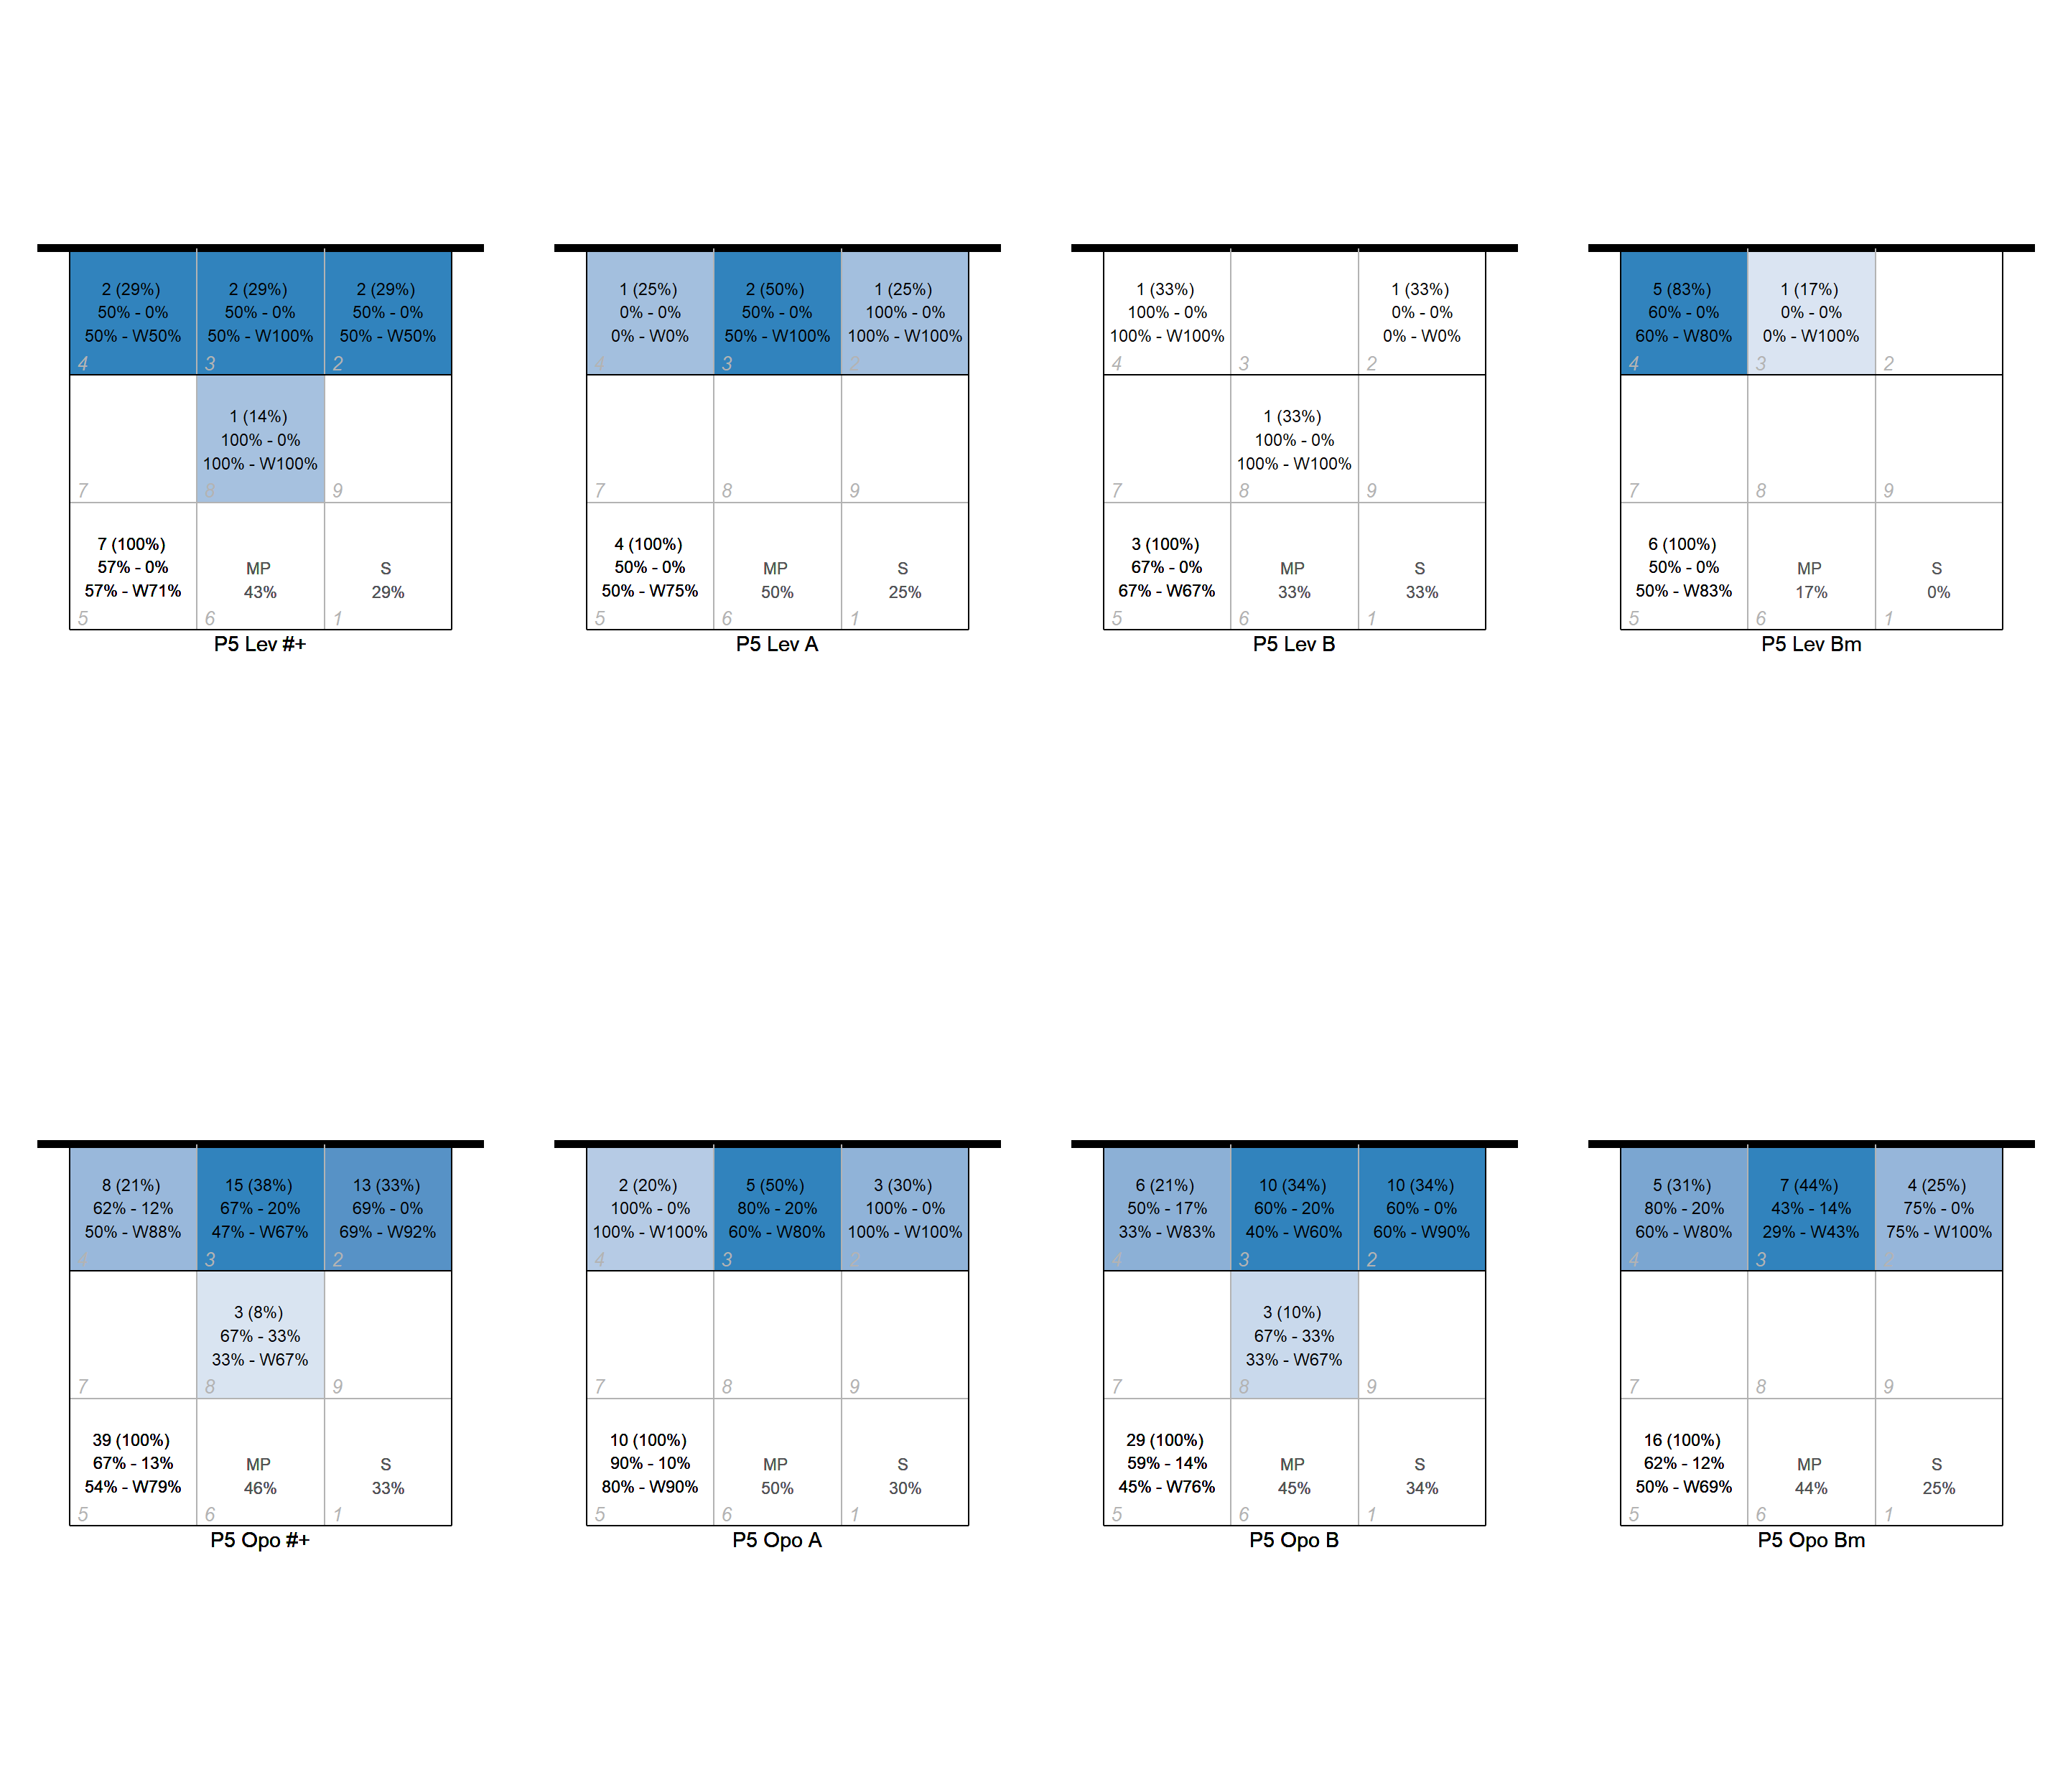 2 (29%)
50% - 0%
50% - W50%
4
2 (29%)
50% - 0%
50% - W100%
3
2 (29%)
50% - 0%
50% - W50%
2
7
1 (14%)
100% - 0%
100% - W100%
8
9
7 (100%)
57% - 0%
57% - W71%
5
MP
43%
6
S
29%
1
P5 Lev #+
1 (25%)
0% - 0%
0% - W0%
4
2 (50%)
50% - 0%
50% - W100%
3
1 (25%)
100% - 0%
100% - W100%
2
7
8
9
4 (100%)
50% - 0%
50% - W75%
5
MP
50%
6
S
25%
1
P5 Lev A
1 (33%)
100% - 0%
100% - W100%
4
3
1 (33%)
0% - 0%
0% - W0%
2
7
1 (33%)
100% - 0%
100% - W100%
8
9
3 (100%)
67% - 0%
67% - W67%
5
MP
33%
6
S
33%
1
P5 Lev B
5 (83%)
60% - 0%
60% - W80%
4
1 (17%)
0% - 0%
0% - W100%
3
2
7
8
9
6 (100%)
50% - 0%
50% - W83%
5
MP
17%
6
S
0%
1
P5 Lev Bm
8 (21%)
62% - 12%
50% - W88%
4
15 (38%)
67% - 20%
47% - W67%
3
13 (33%)
69% - 0%
69% - W92%
2
7
3 (8%)
67% - 33%
33% - W67%
8
9
39 (100%)
67% - 13%
54% - W79%
5
MP
46%
6
S
33%
1
P5 Opo #+
2 (20%)
100% - 0%
100% - W100%
4
5 (50%)
80% - 20%
60% - W80%
3
3 (30%)
100% - 0%
100% - W100%
2
7
8
9
10 (100%)
90% - 10%
80% - W90%
5
MP
50%
6
S
30%
1
P5 Opo A
6 (21%)
50% - 17%
33% - W83%
4
10 (34%)
60% - 20%
40% - W60%
3
10 (34%)
60% - 0%
60% - W90%
2
7
3 (10%)
67% - 33%
33% - W67%
8
9
29 (100%)
59% - 14%
45% - W76%
5
MP
45%
6
S
34%
1
P5 Opo B
5 (31%)
80% - 20%
60% - W80%
4
7 (44%)
43% - 14%
29% - W43%
3
4 (25%)
75% - 0%
75% - W100%
2
7
8
9
16 (100%)
62% - 12%
50% - W69%
5
MP
44%
6
S
25%
1
P5 Opo Bm